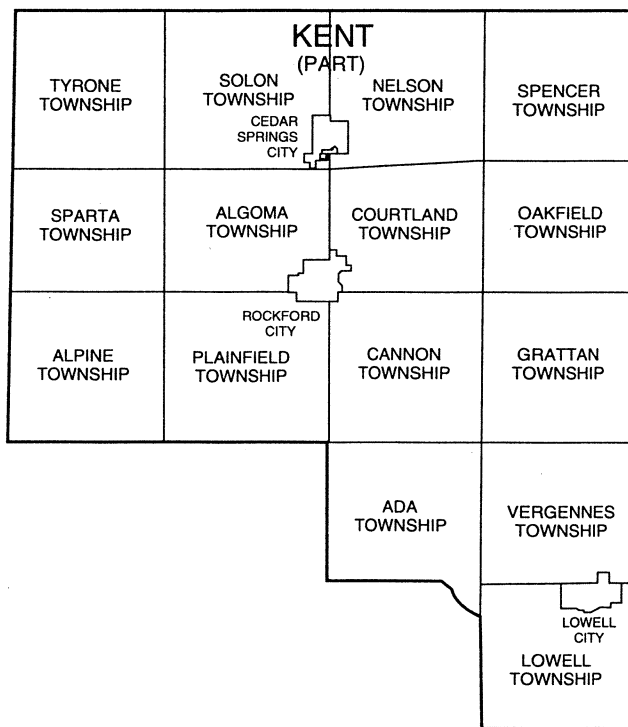 KENT
(PART)
TYRONE
TOWNSHIP
SOLON
TOWNSHIP
NELSON
TOWNSHIP
SPENCER
TOWNSHIP
CEDAR
SPRINGS
CITY
SPARTA
TOWNSHIP
ALGOMA
TOWNSHIP
COURTLAND
TOWNSHIP
OAKFIELD
TOWNSHIP
ROCKFORD
CITY
ALPINE
TOWNSHIP
PLAINFIELD
TOWNSHIP
CANNON
TOWNSHIP
GRATTAN
TOWNSHIP
ADA
TOWNSHIP
VERGENNES
TOWNSHIP
LOWELL
CITY
LOWELL
TOWNSHIP